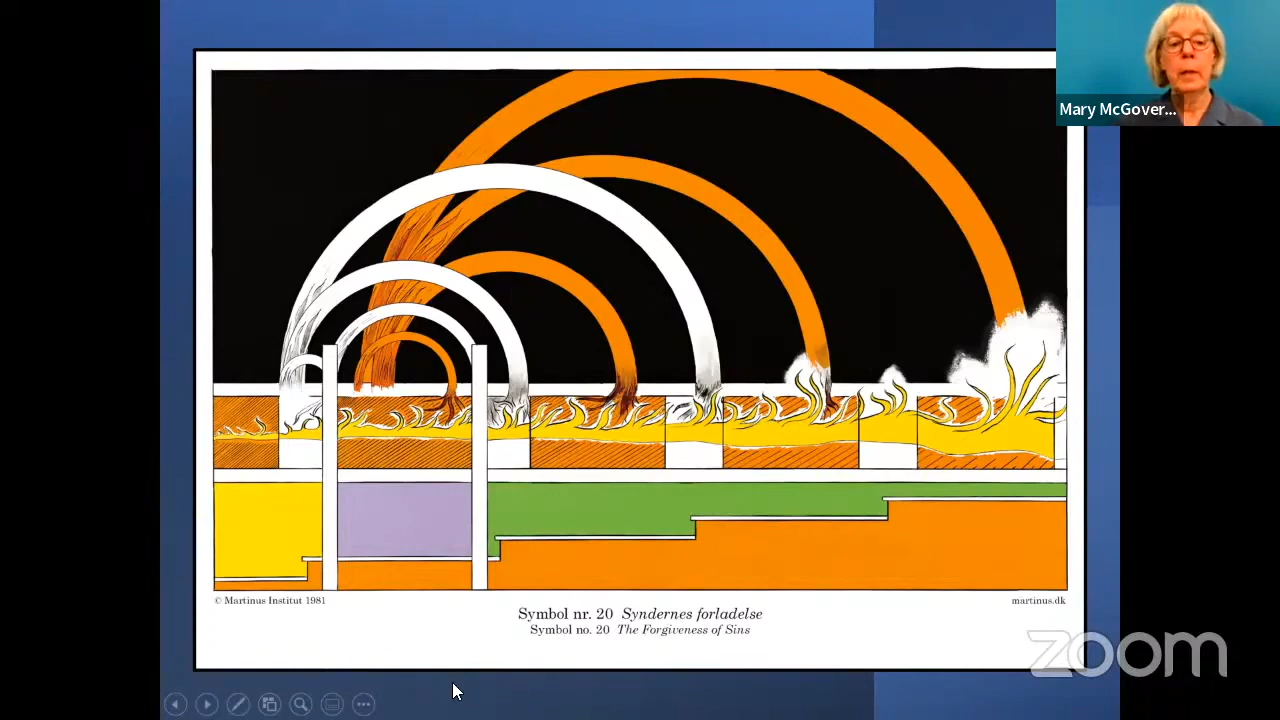 Mary McGover...
© Martinus Institut 1981
martinus.dk
Symbol nr. 20 Syndernes forladelse
Symbol no. 20 The Forgiveness of Sins
zoom